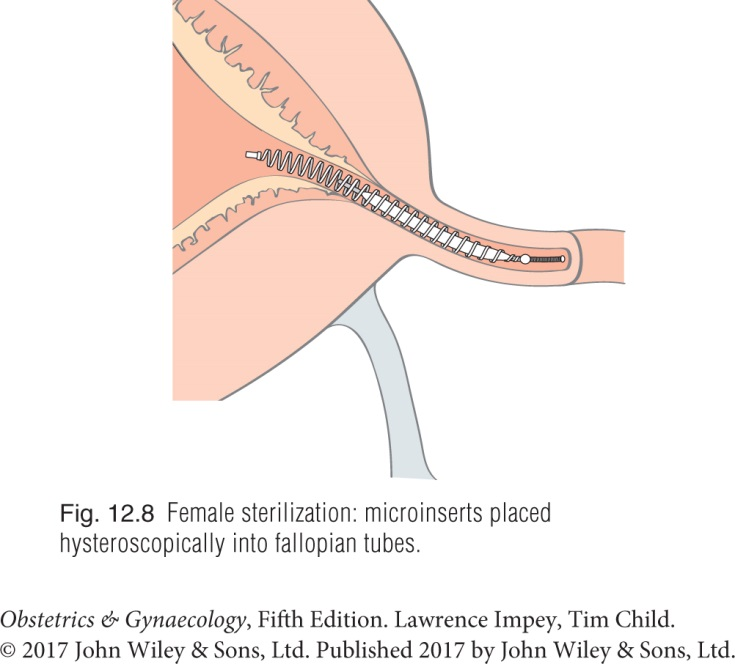 Fig. 12.8 Female sterilization: microinserts placed
hysteroscopically into fallopian tubes.
Obstetrics & Gynaecology, Fifth Edition. Lawrence Impey, Tim Child.
© 2017 John Wiley & Sons, Ltd. Published 2017 by John Wiley & Sons, Ltd.